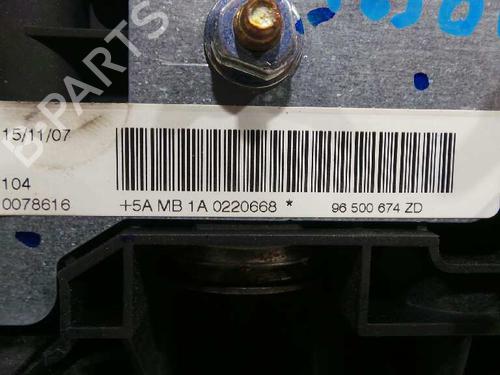 15/11/07
104
0078616
+5A MB 1A 0220668 *
96 500 674 ZD
B-PARTS